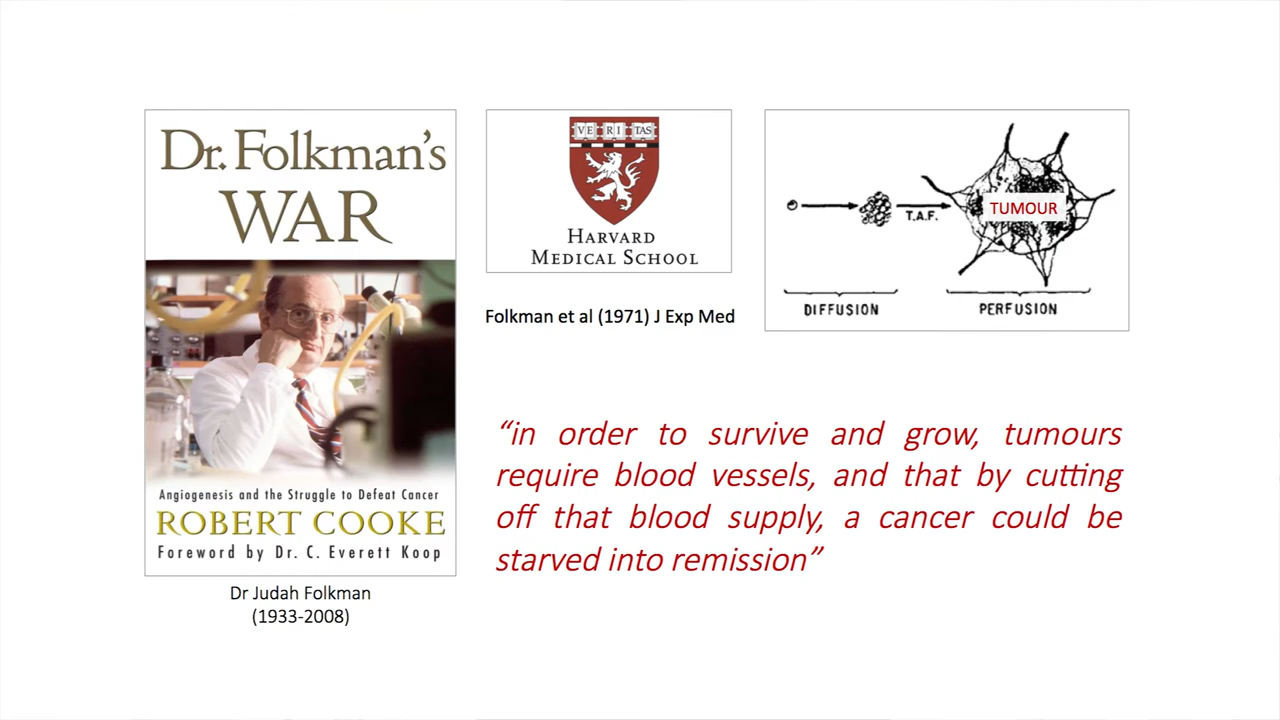 Dr. Folkman's
WAR
Angiogenesis and the Struggle to Defeat Cancer
ROBERT COOKE
Foreword by Dr. C. Everett Koop
Dr Judah Folkman
(1933-2008)
VE RI TAS
HARVARD
MEDICAL SCHOOL
Folkman et al (1971) J Exp Med
T.A.F.
TUMOUR
DIFFUSION
PERFUSION
“in order to survive and grow, tumours
require blood vessels, and that by cutting
off that blood supply, a cancer could be
starved into remission”